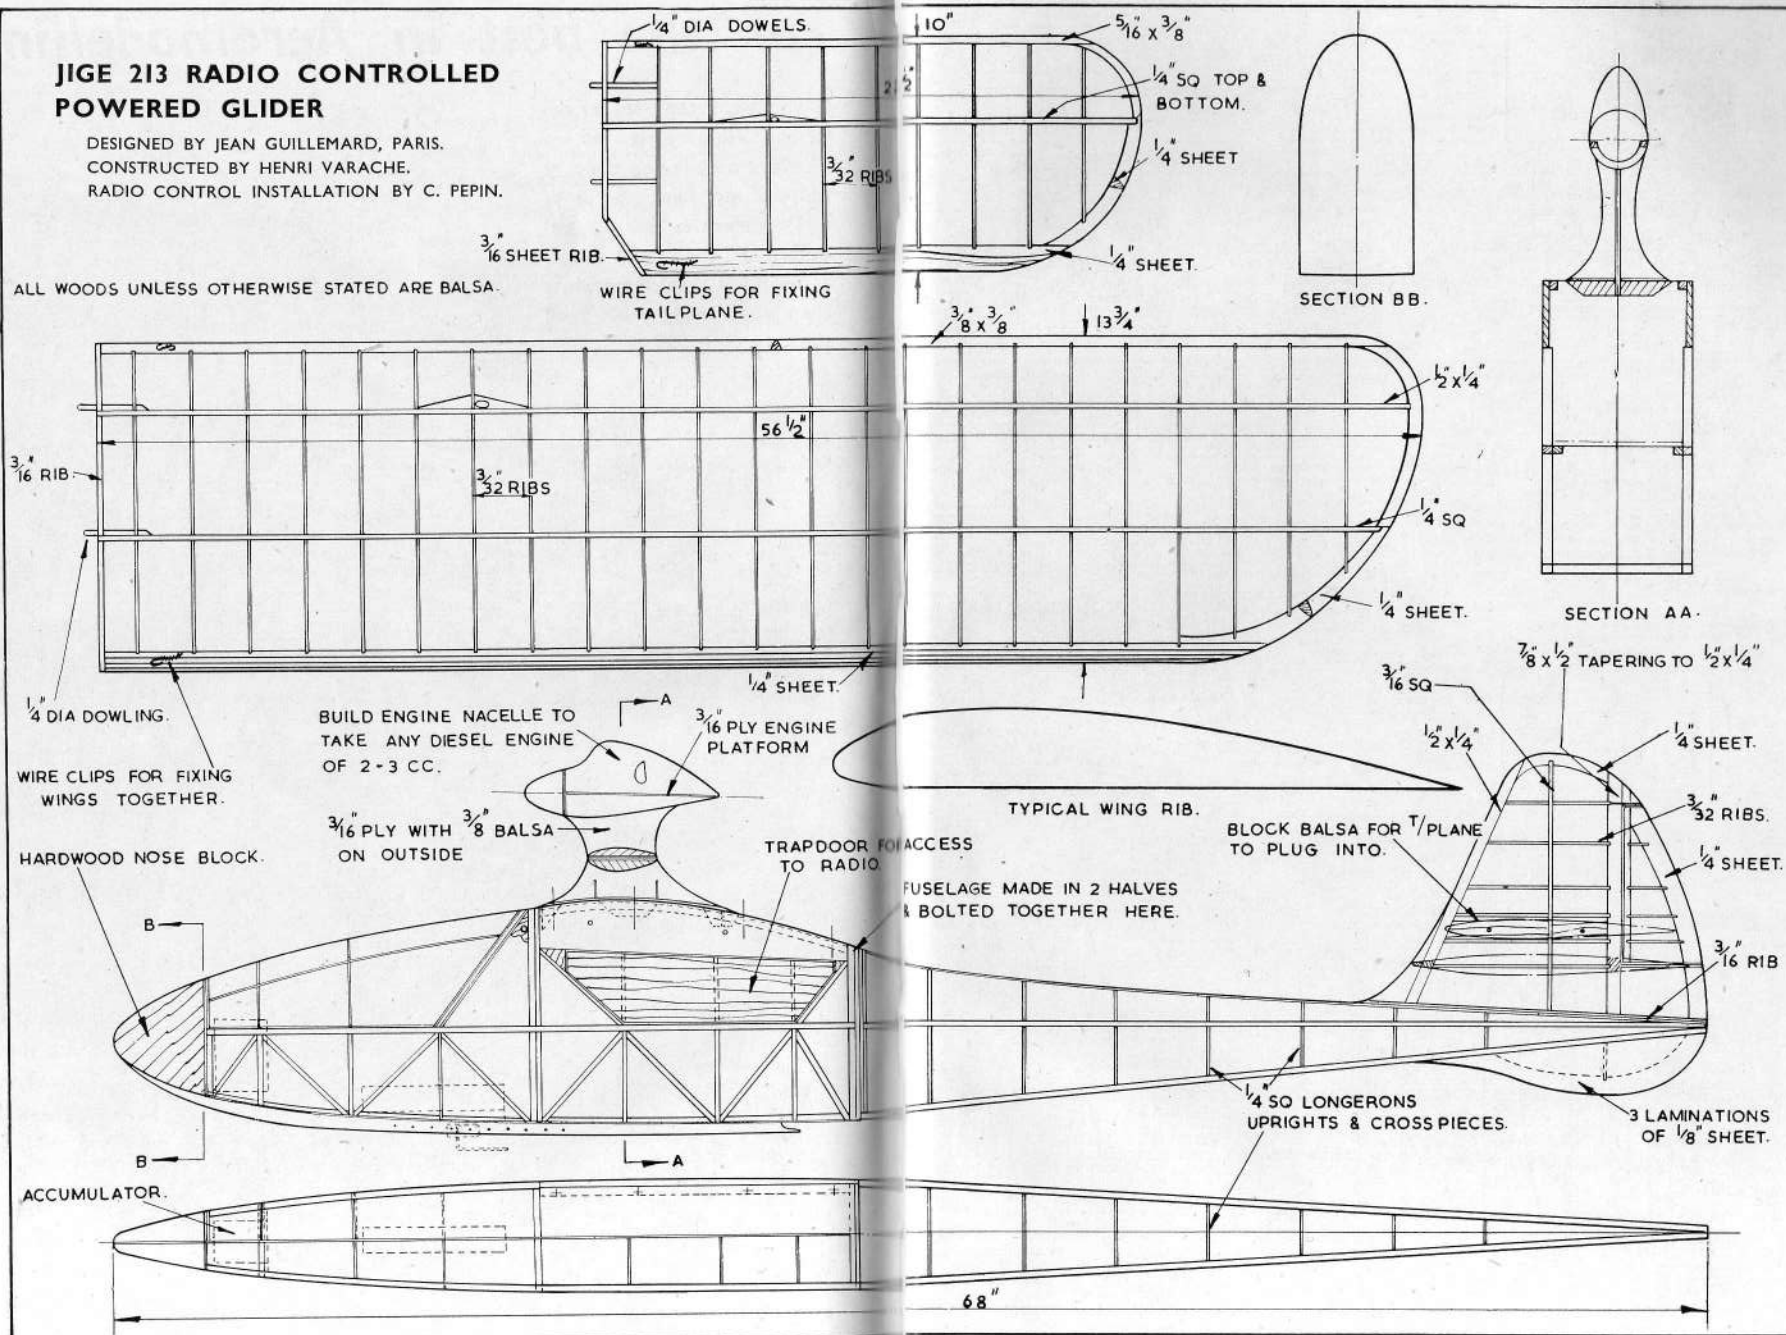 JIGE 213 RADIO CONTROLLED
POWERED GLIDER
DESIGNED BY JEAN GUILLEMARD, PARIS.
CONSTRUCTED BY HENRI VARACHE.
RADIO CONTROL INSTALLATION BY C. PEPIN.
ALL WOODS UNLESS OTHERWISE STATED ARE BALSA.
1/4" DIA DOWELS.
10"
5/16 x 3/8"
1/4" SQ TOP &
BOTTOM.
1/4" SHEET
3/32" RIBS
3/16" SHEET RIB.
1/4" SHEET.
WIRE CLIPS FOR FIXING
TAILPLANE.
SECTION BB.
SECTION AA.
3/8" x 3/8"
13 3/4"
1/2" x 1/4"
56 1/2"
3/16" RIB.
3/32" RIBS
1/4" SQ
1/4" SHEET.
1/4" SHEET.
1/4" DIA DOWLING.
WIRE CLIPS FOR FIXING
WINGS TOGETHER.
BUILD ENGINE NACELLE TO
TAKE ANY DIESEL ENGINE
OF 2-3 CC.
A
3/16" PLY ENGINE
PLATFORM
TYPICAL WING RIB.
7/8" x 1/2" TAPERING TO 1/2" x 1/4"
3/16" SQ
1/2" x 1/4"
1/4" SHEET.
3/32" RIBS.
1/4" SHEET.
3/16" RIB
BLOCK BALSA FOR T/PLANE
TO PLUG INTO.
3/16" PLY WITH 3/8" BALSA
ON OUTSIDE
HARDWOOD NOSE BLOCK.
TRAPDOOR FOR ACCESS
TO RADIO.
FUSELAGE MADE IN 2 HALVES
& BOLTED TOGETHER HERE.
B
B
A
1/4" SQ LONGERONS
UPRIGHTS & CROSSPIECES.
3 LAMINATIONS
OF 1/8" SHEET.
ACCUMULATOR.
68"